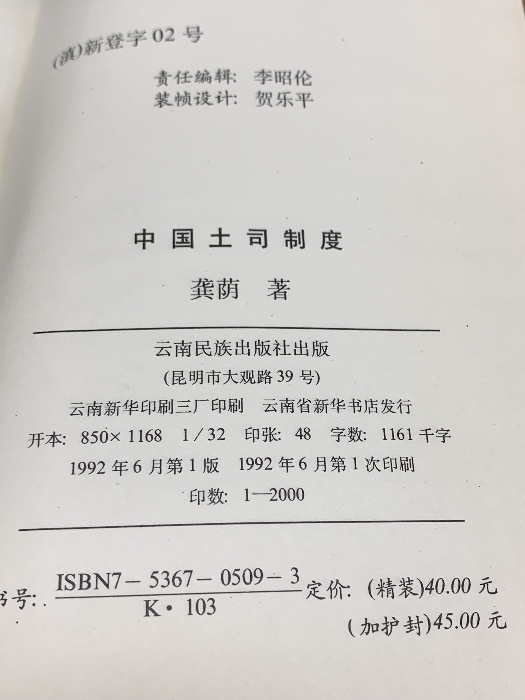 (滇)新登字02号
责任编辑: 李昭伦
装帧设计: 贺乐平
中国土司制度
龚荫 著
云南民族出版社出版
(昆明市大观路39号)
云南新华印刷三厂印刷 云南省新华书店发行
开本: 850×1168 1/32 印张: 48 字数: 1161千字
1992年6月第1版 1992年6月第1次印刷
印数: 1—2000
书号: ISBN7-5367-0509-3 定价: (精装)40.00元
K·103
(加护封)45.00元